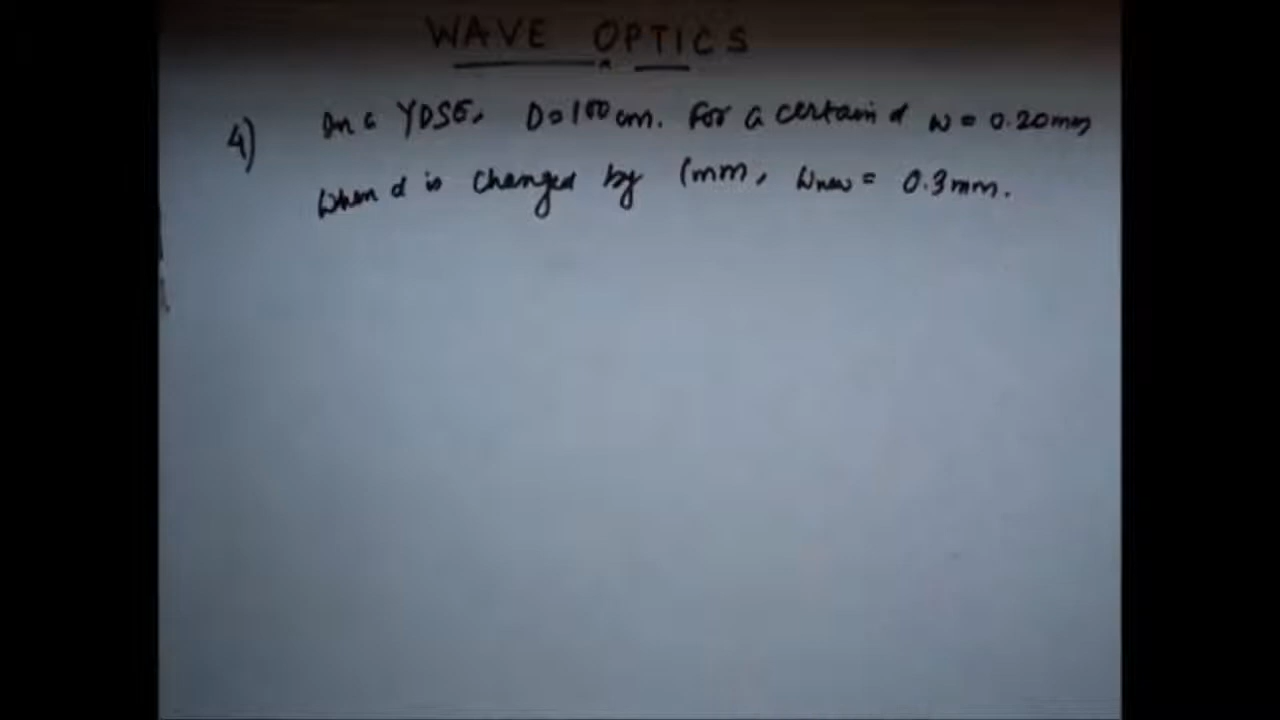 WAVE OPTICS
4) In a YDSE, D=100cm. For a certain d w = 0.20mm
When d is changed by 1mm, Wnew = 0.3mm.